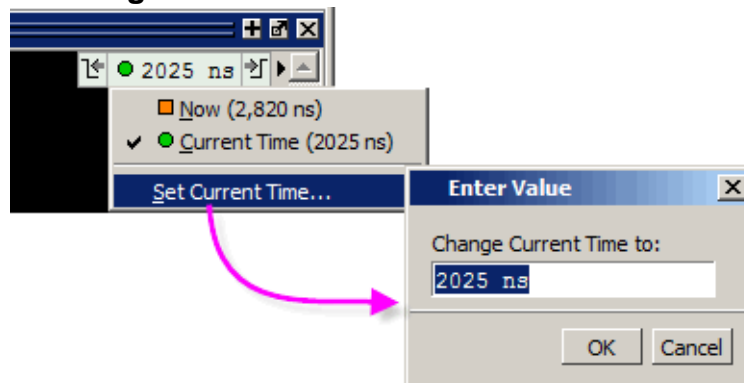 2025 ns
Now (2,820 ns)
Current Time (2025 ns)
Set Current Time...
Enter Value
Change Current Time to:
2025 ns
OK Cancel